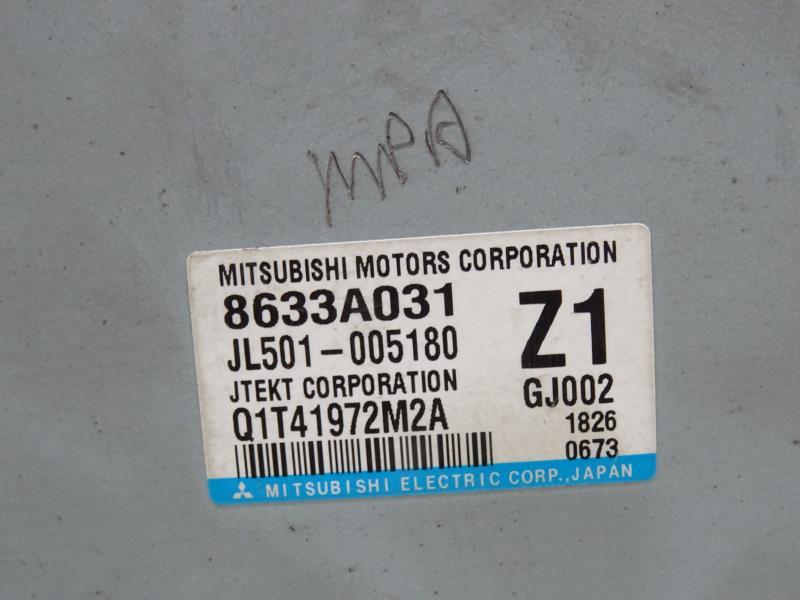 MITSUBISHI MOTORS CORPORATION
8633A031
Z1
JL501-005180
JTEKT CORPORATION
GJ002
Q1T41972M2A
1826
0673
MITSUBISHI ELECTRIC CORP.,JAPAN